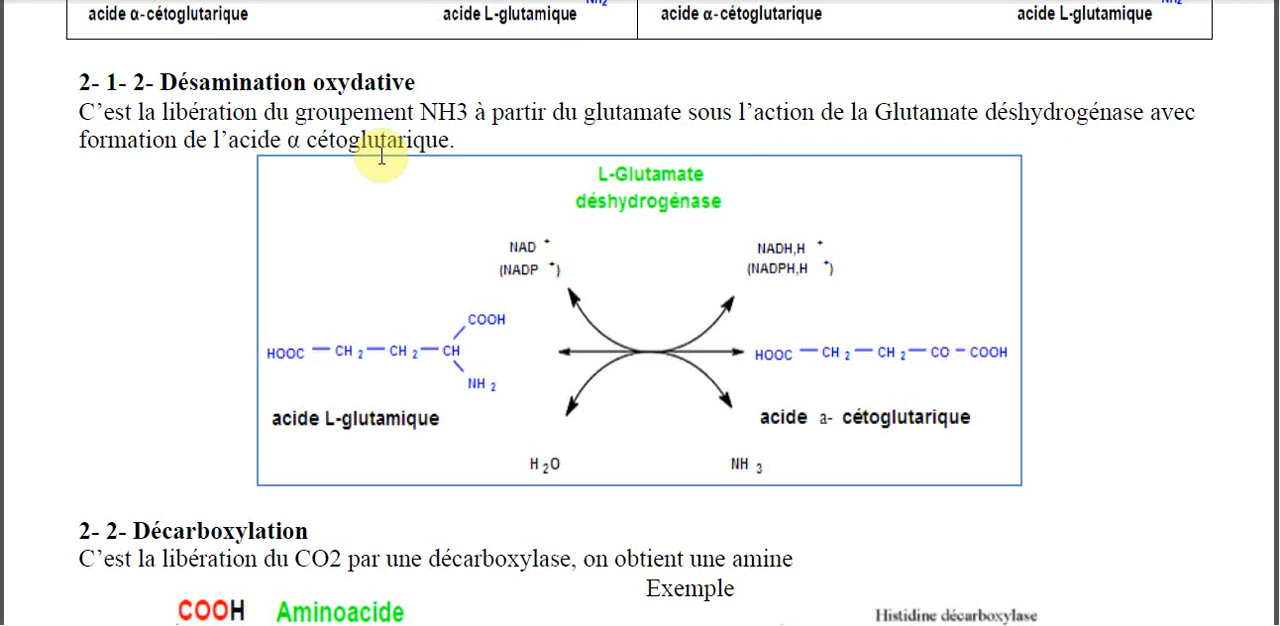 NH2 NH2
acide α-cétoglutarique acide L-glutamique acide α-cétoglutarique acide L-glutamique
2- 1- 2- Désamination oxydative
C’est la libération du groupement NH3 à partir du glutamate sous l’action de la Glutamate déshydrogénase avec
formation de l’acide α cétoglutarique.
L-Glutamate
déshydrogénase
NAD + NADH,H +
(NADP +) (NADPH,H +)
COOH
HOOC — CH 2 — CH 2 — CH HOOC — CH 2 — CH 2 — CO — COOH
NH 2
acide L-glutamique acide a- cétoglutarique
H 2O NH 3
2- 2- Décarboxylation
C’est la libération du CO2 par une décarboxylase, on obtient une amine
Exemple
COOH Aminoacide Histidine décarboxylase